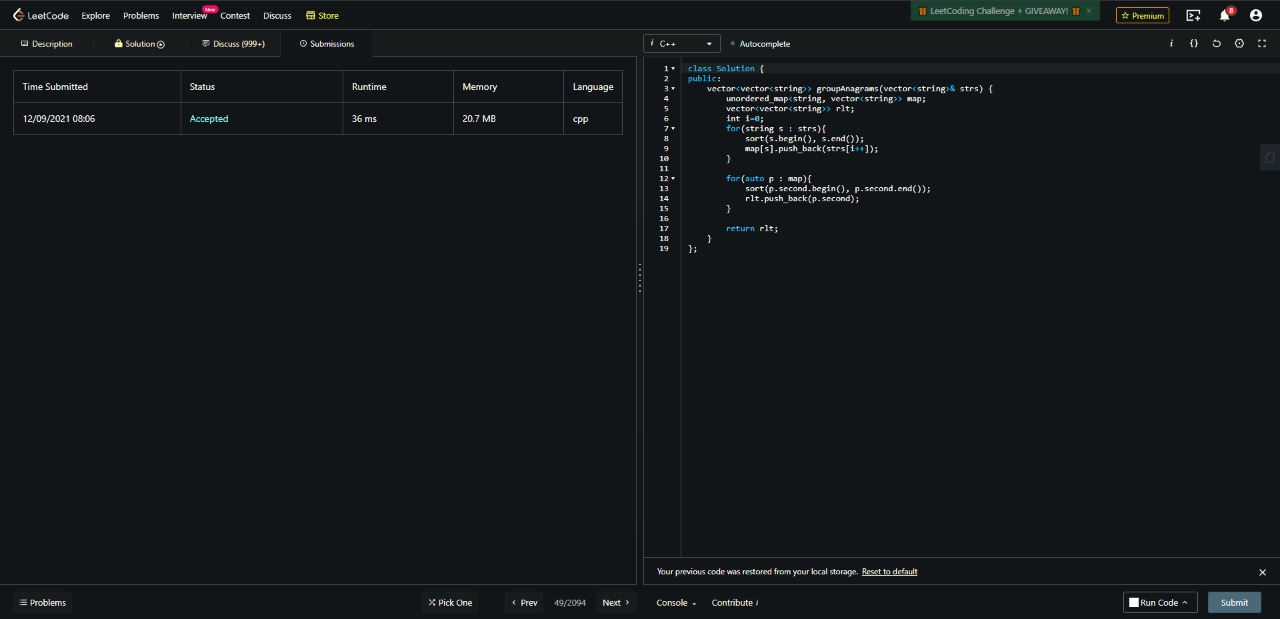 LeetCode Explore Problems Interview New Contest Discuss Store LeetCoding Challenge + GIVEAWAY! × Premium 8
Description Solution Discuss (999+) Submissions
Time Submitted Status Runtime Memory Language
12/09/2021 08:06 Accepted 36 ms 20.7 MB cpp
i C++ Autocomplete i {}
1 class Solution {
2 public:
3 vector<vector<string>> groupAnagrams(vector<string>& strs) {
4 unordered_map<string, vector<string>> map;
5 vector<vector<string>> rlt;
6 int i=0;
7 for(string s : strs){
8 sort(s.begin(), s.end());
9 map[s].push_back(strs[i++]);
10 }
11
12 for(auto p : map){
13 sort(p.second.begin(), p.second.end());
14 rlt.push_back(p.second);
15 }
16
17 return rlt;
18 }
19 };
Your previous code was restored from your local storage. Reset to default
Problems Pick One Prev 49/2094 Next Console Contribute i Run Code Submit